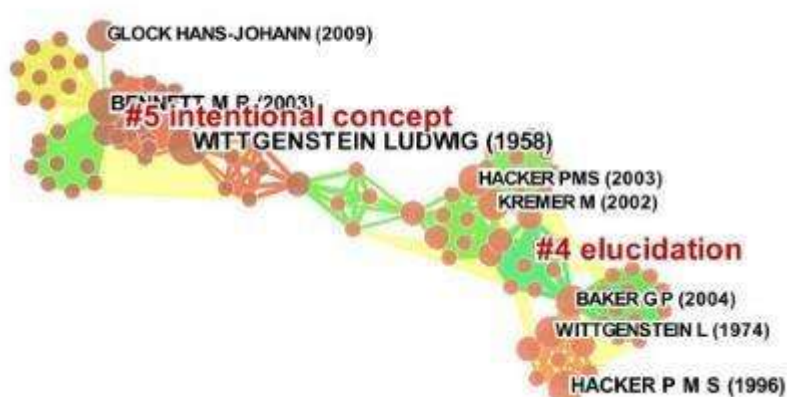 GLOCK HANS-JOHANN (2009)
BENNETT M R (2003)
#5 intentional concept
WITTGENSTEIN LUDWIG (1958)
HACKER PMS (2003)
KREMER M (2002)
#4 elucidation
BAKER G P (2004)
WITTGENSTEIN L (1974)
HACKER P M S (1996)